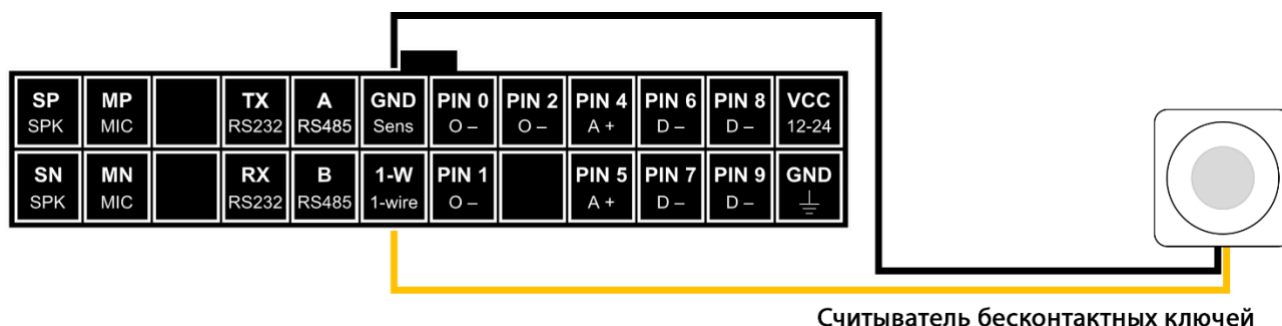 SP MP TX A GND PIN 0 PIN 2 PIN 4 PIN 6 PIN 8 VCC
SPK MIC RS232 RS485 Sens O – O – A + D – D – 12-24
SN MN RX B 1-W PIN 1 PIN 5 PIN 7 PIN 9 GND
SPK MIC RS232 RS485 1-wire O – A + D – D –
Считыватель бесконтактных ключей